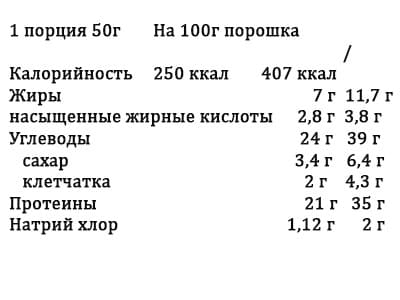 1 порция 50г На 100г порошка
/
Калорийность 250 ккал 407 ккал
Жиры 7 г 11,7 г
насыщенные жирные кислоты 2,8 г 3,8 г
Углеводы 24 г 39 г
сахар 3,4 г 6,4 г
клетчатка 2 г 4,3 г
Протеины 21 г 35 г
Натрий хлор 1,12 г 2 г